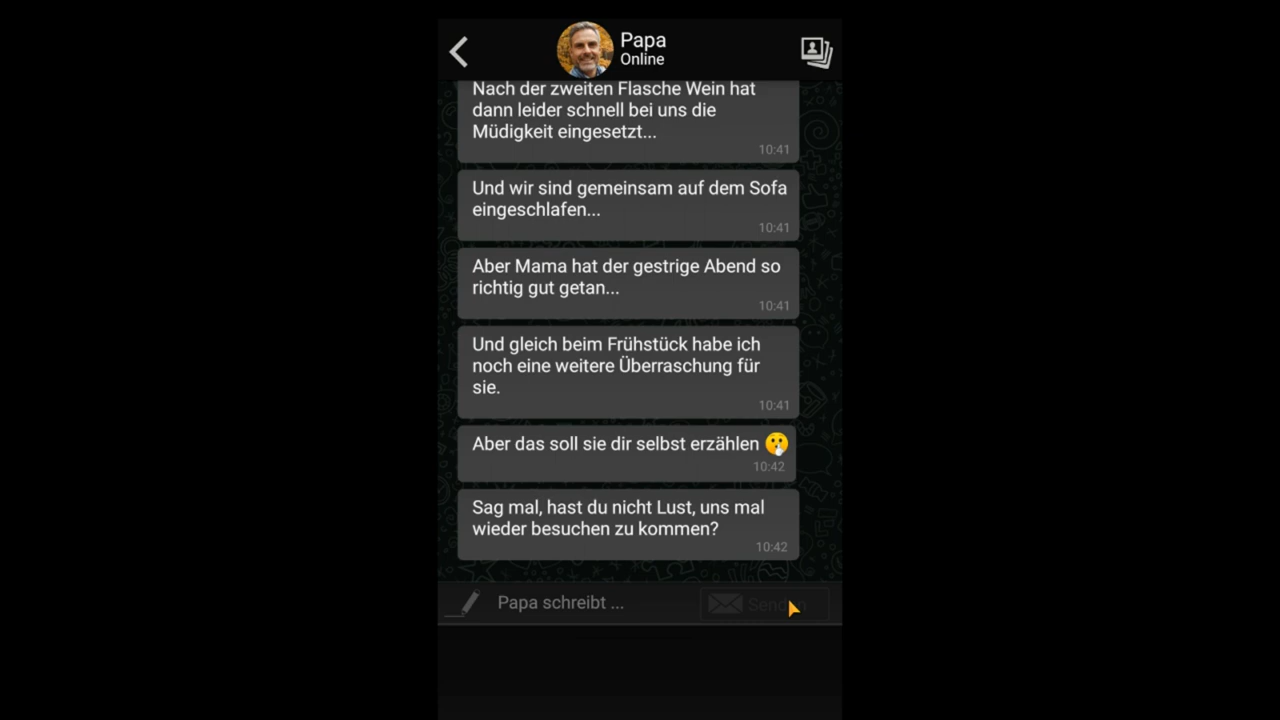 Papa
Online
Nach der zweiten Flasche Wein hat
dann leider schnell bei uns die
Müdigkeit eingesetzt...
10:41
Und wir sind gemeinsam auf dem Sofa
eingeschlafen...
10:41
Aber Mama hat der gestrige Abend so
richtig gut getan...
10:41
Und gleich beim Frühstück habe ich
noch eine weitere Überraschung für
sie.
10:41
Aber das soll sie dir selbst erzählen 🤫
10:42
Sag mal, hast du nicht Lust, uns mal
wieder besuchen zu kommen?
10:42
Papa schreibt ...
Senden